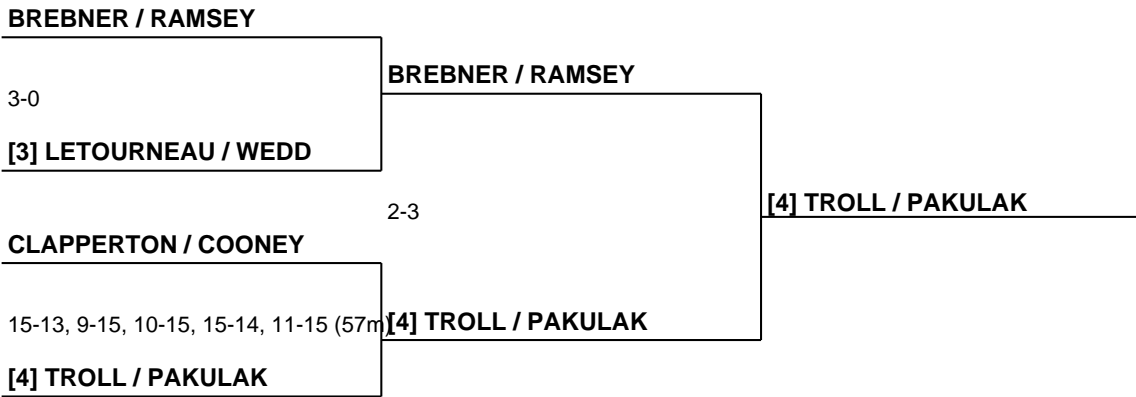 BREBNER / RAMSEY
BREBNER / RAMSEY
3-0
[3] LETOURNEAU / WEDD
2-3
[4] TROLL / PAKULAK
CLAPPERTON / COONEY
15-13, 9-15, 10-15, 15-14, 11-15 (57m)
[4] TROLL / PAKULAK
[4] TROLL / PAKULAK